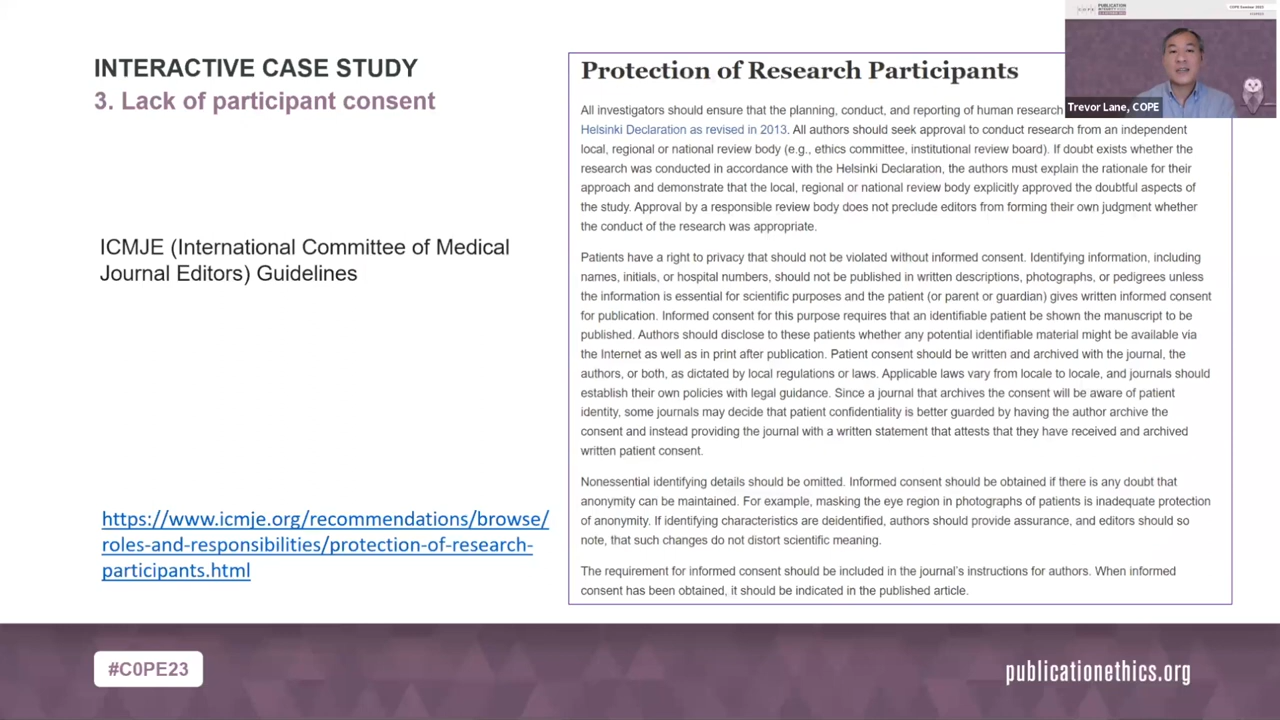 INTERACTIVE CASE STUDY
3. Lack of participant consent
ICMJE (International Committee of Medical
Journal Editors) Guidelines
https://www.icmje.org/recommendations/browse/
roles-and-responsibilities/protection-of-research-
participants.html
Protection of Research Participants
All investigators should ensure that the planning, conduct, and reporting of human research
Helsinki Declaration as revised in 2013. All authors should seek approval to conduct research from an independent
local, regional or national review body (e.g., ethics committee, institutional review board). If doubt exists whether the
research was conducted in accordance with the Helsinki Declaration, the authors must explain the rationale for their
approach and demonstrate that the local, regional or national review body explicitly approved the doubtful aspects of
the study. Approval by a responsible review body does not preclude editors from forming their own judgment whether
the conduct of the research was appropriate.
Patients have a right to privacy that should not be violated without informed consent. Identifying information, including
names, initials, or hospital numbers, should not be published in written descriptions, photographs, or pedigrees unless
the information is essential for scientific purposes and the patient (or parent or guardian) gives written informed consent
for publication. Informed consent for this purpose requires that an identifiable patient be shown the manuscript to be
published. Authors should disclose to these patients whether any potential identifiable material might be available via
the Internet as well as in print after publication. Patient consent should be written and archived with the journal, the
authors, or both, as dictated by local regulations or laws. Applicable laws vary from locale to locale, and journals should
establish their own policies with legal guidance. Since a journal that archives the consent will be aware of patient
identity, some journals may decide that patient confidentiality is better guarded by having the author archive the
consent and instead providing the journal with a written statement that attests that they have received and archived
written patient consent.
Nonessential identifying details should be omitted. Informed consent should be obtained if there is any doubt that
anonymity can be maintained. For example, masking the eye region in photographs of patients is inadequate protection
of anonymity. If identifying characteristics are deidentified, authors should provide assurance, and editors should so
note, that such changes do not distort scientific meaning.
The requirement for informed consent should be included in the journal's instructions for authors. When informed
consent has been obtained, it should be indicated in the published article.
COPE
PUBLICATION
INTEGRITY
COPE Seminar 2023
Trevor Lane, COPE
#C0PE23
publicationethics.org